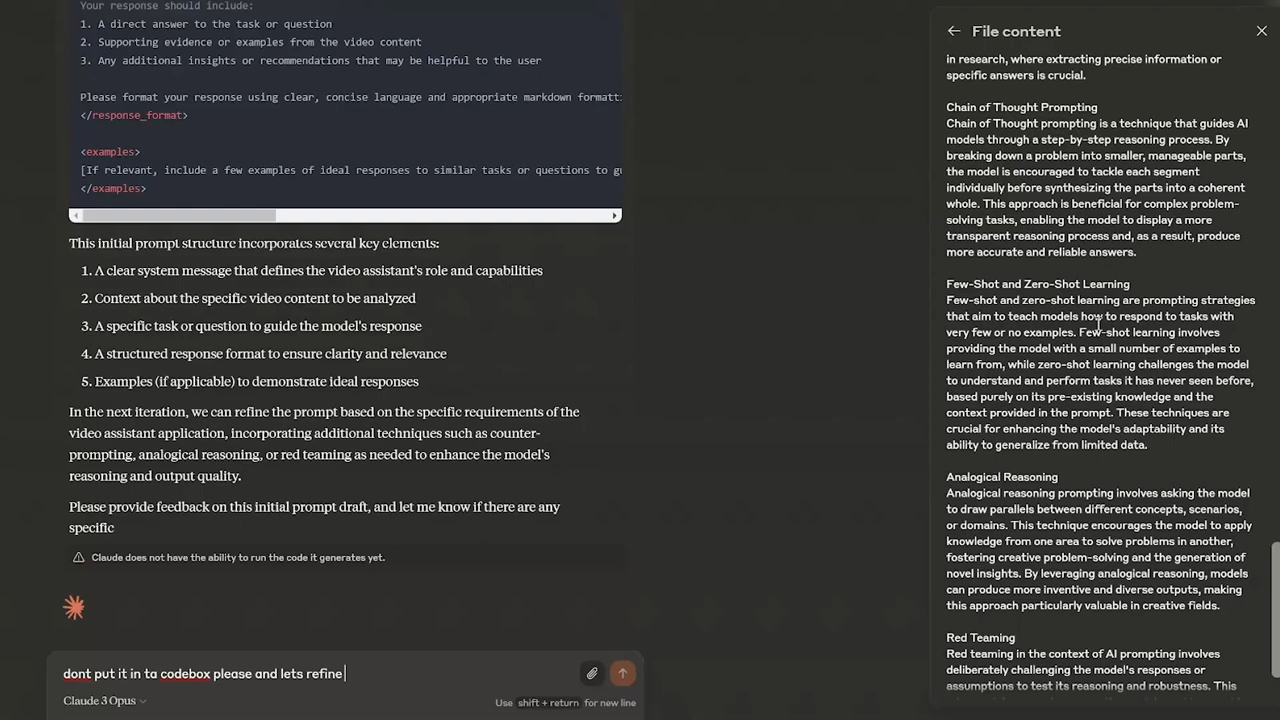 Your response should include:
1. A direct answer to the task or question
2. Supporting evidence or examples from the video content
3. Any additional insights or recommendations that may be helpful to the user
Please format your response using clear, concise language and appropriate markdown formatti
</response_format>
<examples>
[If relevant, include a few examples of ideal responses to similar tasks or questions to gu
</examples>
This initial prompt structure incorporates several key elements:
1. A clear system message that defines the video assistant's role and capabilities
2. Context about the specific video content to be analyzed
3. A specific task or question to guide the model's response
4. A structured response format to ensure clarity and relevance
5. Examples (if applicable) to demonstrate ideal responses
In the next iteration, we can refine the prompt based on the specific requirements of the
video assistant application, incorporating additional techniques such as counter-
prompting, analogical reasoning, or red teaming as needed to enhance the model's
reasoning and output quality.
Please provide feedback on this initial prompt draft, and let me know if there are any
specific
Claude does not have the ability to run the code it generates yet.
dont put it in ta codebox please and lets refine
Claude 3 Opus
Use shift + return for new line
File content
in research, where extracting precise information or
specific answers is crucial.
Chain of Thought Prompting
Chain of Thought prompting is a technique that guides AI
models through a step-by-step reasoning process. By
breaking down a problem into smaller, manageable parts,
the model is encouraged to tackle each segment
individually before synthesizing the parts into a coherent
whole. This approach is beneficial for complex problem-
solving tasks, enabling the model to display a more
transparent reasoning process and, as a result, produce
more accurate and reliable answers.
Few-Shot and Zero-Shot Learning
Few-shot and zero-shot learning are prompting strategies
that aim to teach models how to respond to tasks with
very few or no examples. Few-shot learning involves
providing the model with a small number of examples to
learn from, while zero-shot learning challenges the model
to understand and perform tasks it has never seen before,
based purely on its pre-existing knowledge and the
context provided in the prompt. These techniques are
crucial for enhancing the model's adaptability and its
ability to generalize from limited data.
Analogical Reasoning
Analogical reasoning prompting involves asking the model
to draw parallels between different concepts, scenarios,
or domains. This technique encourages the model to apply
knowledge from one area to solve problems in another,
fostering creative problem-solving and the generation of
novel insights. By leveraging analogical reasoning, models
can produce more inventive and diverse outputs, making
this approach particularly valuable in creative fields.
Red Teaming
Red teaming in the context of AI prompting involves
deliberately challenging the model's responses or
assumptions to test its reasoning and robustness. This